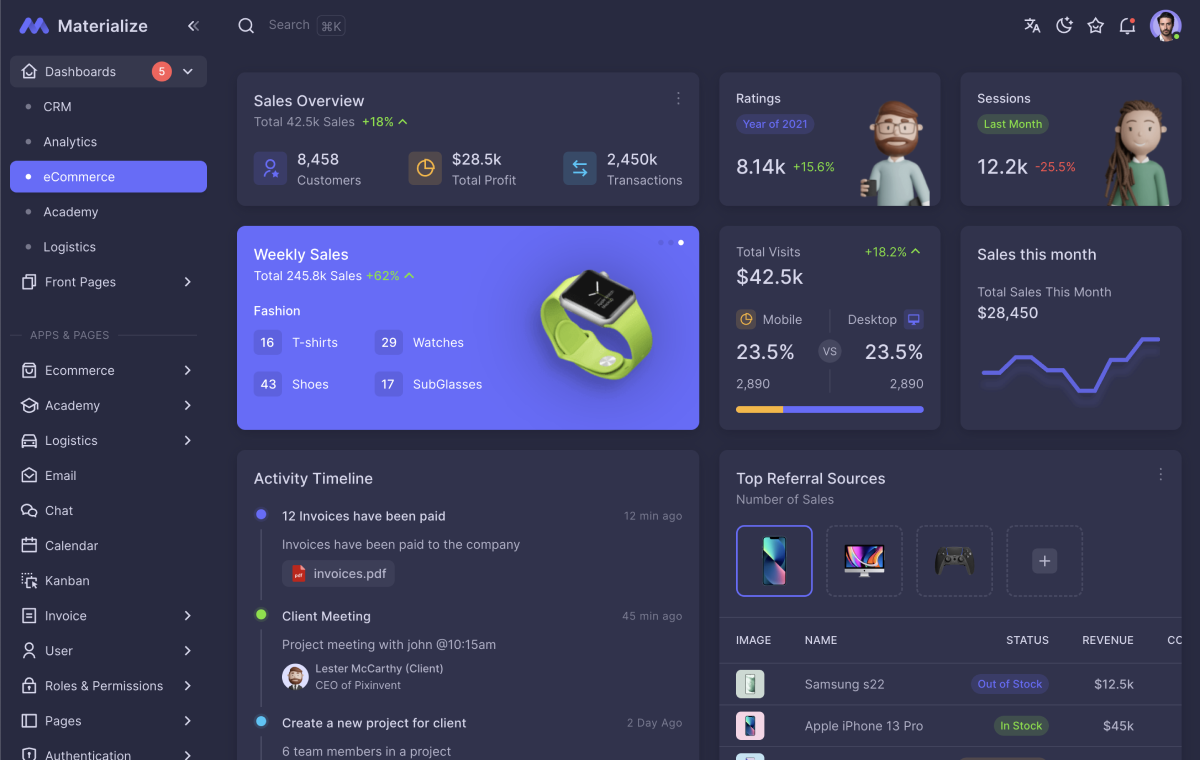 Materialize
Search ⌘K
Dashboards 5
CRM
Analytics
eCommerce
Academy
Logistics
Front Pages
APPS & PAGES
Ecommerce
Academy
Logistics
Email
Chat
Calendar
Kanban
Invoice
User
Roles & Permissions
Pages
Authentication
Sales Overview
Total 42.5k Sales +18%
8,458
Customers
$28.5k
Total Profit
2,450k
Transactions
Ratings
Year of 2021
8.14k +15.6%
Sessions
Last Month
12.2k -25.5%
Weekly Sales
Total 245.8k Sales +62%
Fashion
16 T-shirts 29 Watches
43 Shoes 17 SubGlasses
Total Visits +18.2%
$42.5k
Mobile Desktop
23.5% VS 23.5%
2,890 2,890
Sales this month
Total Sales This Month
$28,450
Activity Timeline
12 Invoices have been paid 12 min ago
Invoices have been paid to the company
pdf invoices.pdf
Client Meeting 45 min ago
Project meeting with john @10:15am
Lester McCarthy (Client)
CEO of Pixinvent
Create a new project for client 2 Day Ago
6 team members in a project
Top Referral Sources
Number of Sales
IMAGE NAME STATUS REVENUE CO
Samsung s22 Out of Stock $12.5k
Apple iPhone 13 Pro In Stock $45k